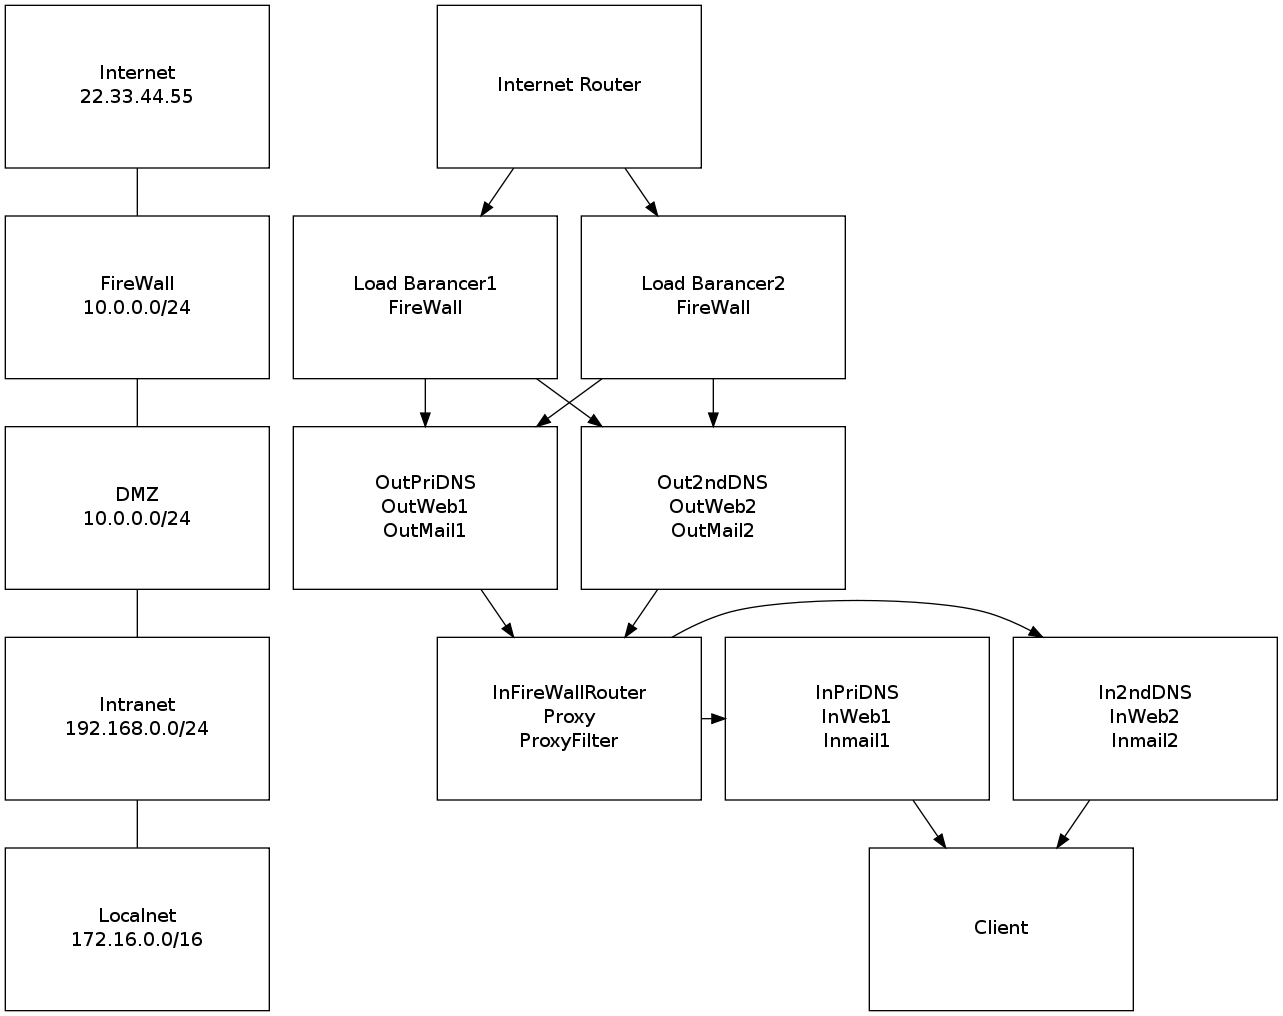 Internet
22.33.44.55
Internet Router
FireWall
10.0.0.0/24
Load Barancer1
FireWall
Load Barancer2
FireWall
DMZ
10.0.0.0/24
OutPriDNS
OutWeb1
OutMail1
Out2ndDNS
OutWeb2
OutMail2
Intranet
192.168.0.0/24
InFireWallRouter
Proxy
ProxyFilter
InPriDNS
InWeb1
Inmail1
In2ndDNS
InWeb2
Inmail2
Localnet
172.16.0.0/16
Client